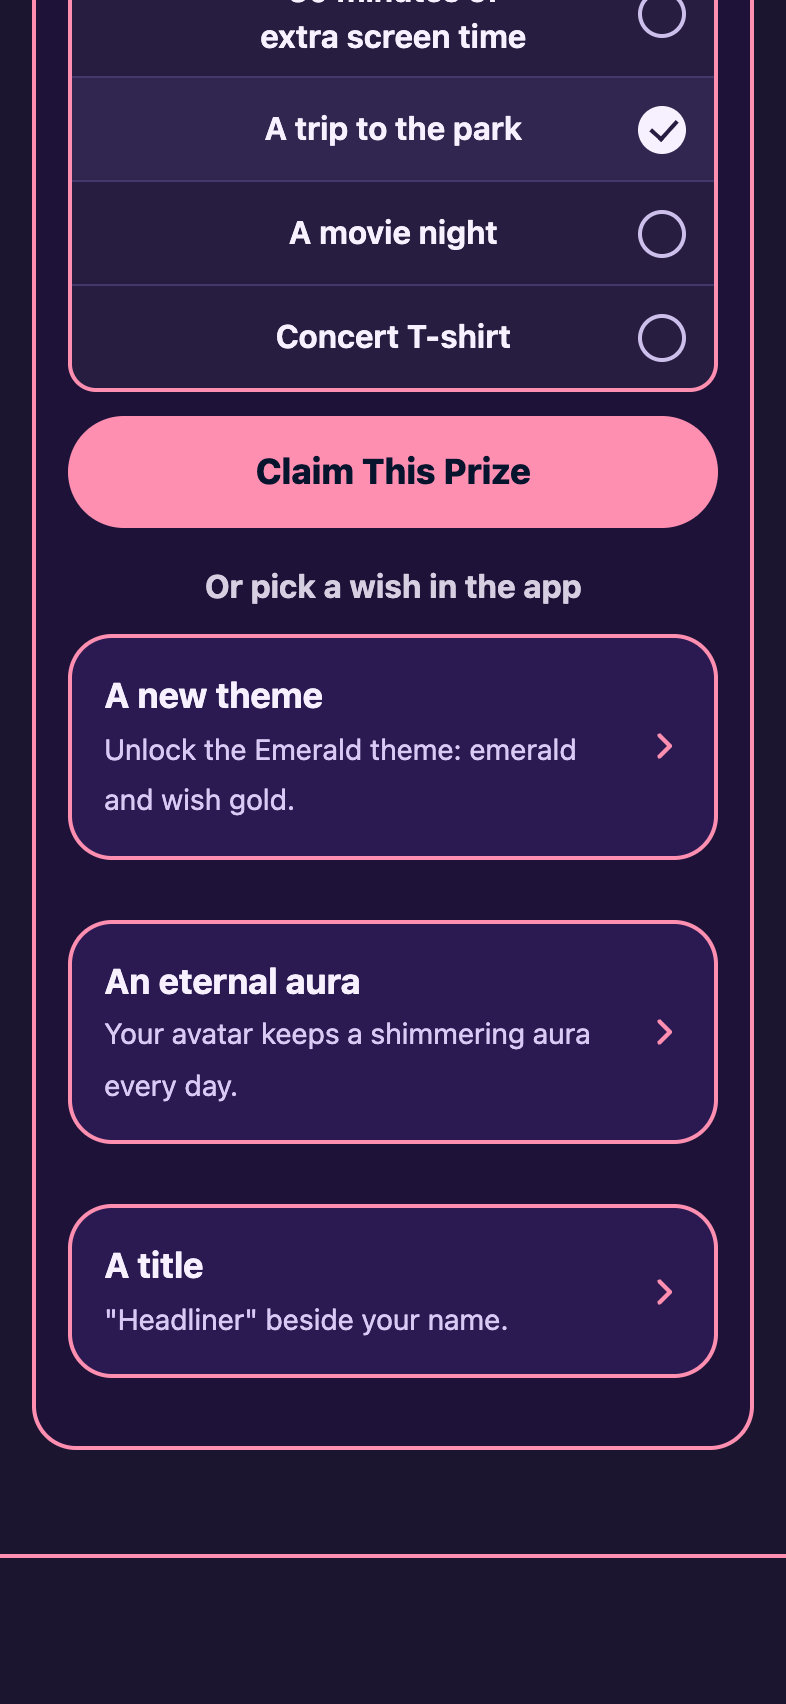 extra screen time
A trip to the park
A movie night
Concert T-shirt
Claim This Prize
Or pick a wish in the app
A new theme
Unlock the Emerald theme: emerald
and wish gold.
An eternal aura
Your avatar keeps a shimmering aura
every day.
A title
"Headliner" beside your name.